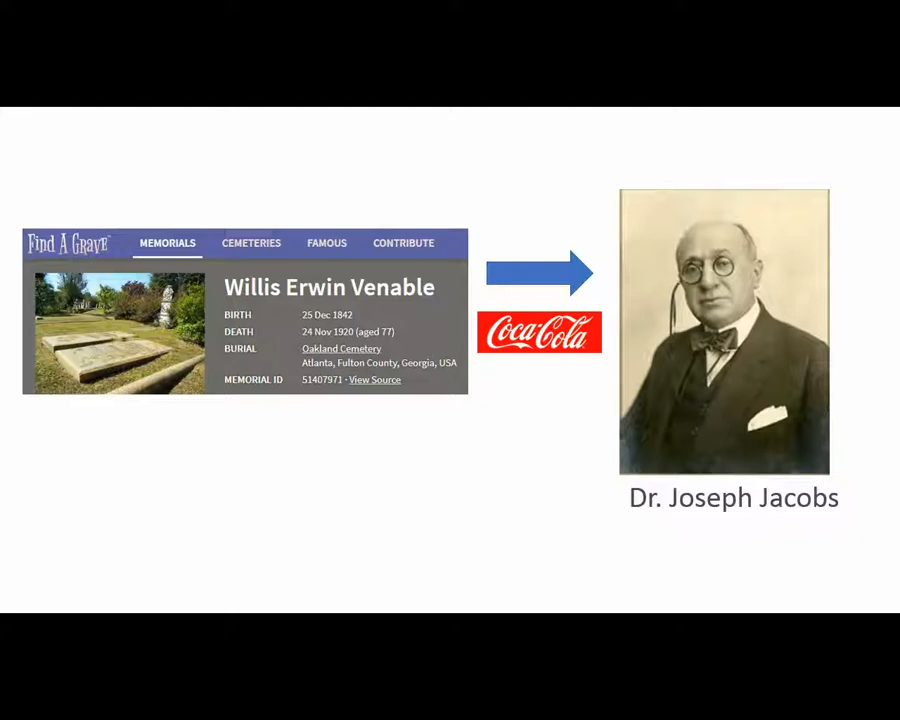 Find A Grave™
MEMORIALS CEMETERIES FAMOUS CONTRIBUTE
Willis Erwin Venable
BIRTH 25 Dec 1842
DEATH 24 Nov 1920 (aged 77)
BURIAL Oakland Cemetery
Atlanta, Fulton County, Georgia, USA
MEMORIAL ID 51407971 · View Source
Coca-Cola
Dr. Joseph Jacobs